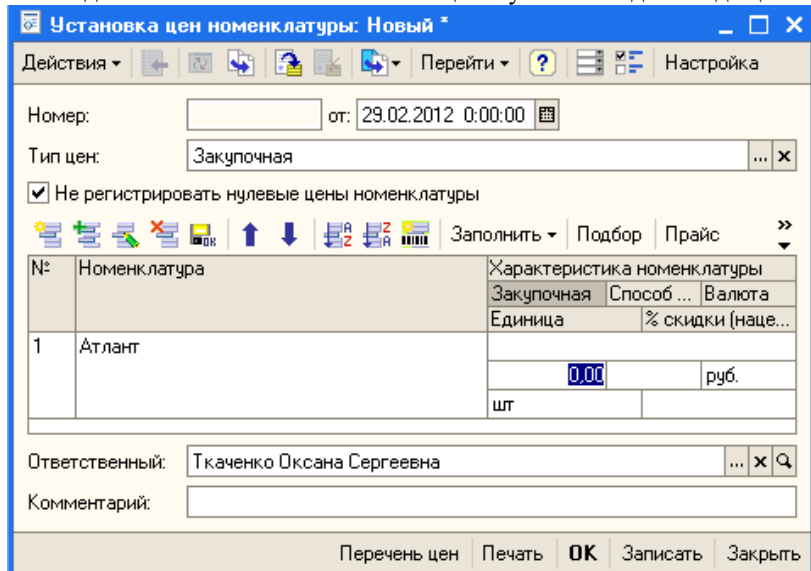 Установка цен номенклатуры: Новый *
Действия Перейти ? Настройка
Номер: от: 29.02.2012 0:00:00
Тип цен: Закупочная ... x
Не регистрировать нулевые цены номенклатуры
Заполнить Подбор Прайс »
№ Номенклатура Характеристика номенклатуры
Закупочная Способ ... Валюта
Единица % скидки (наце...
1 Атлант
0,00 руб.
шт
Ответственный: Ткаченко Оксана Сергеевна ... x
Комментарий:
Перечень цен Печать OK Записать Закрыть